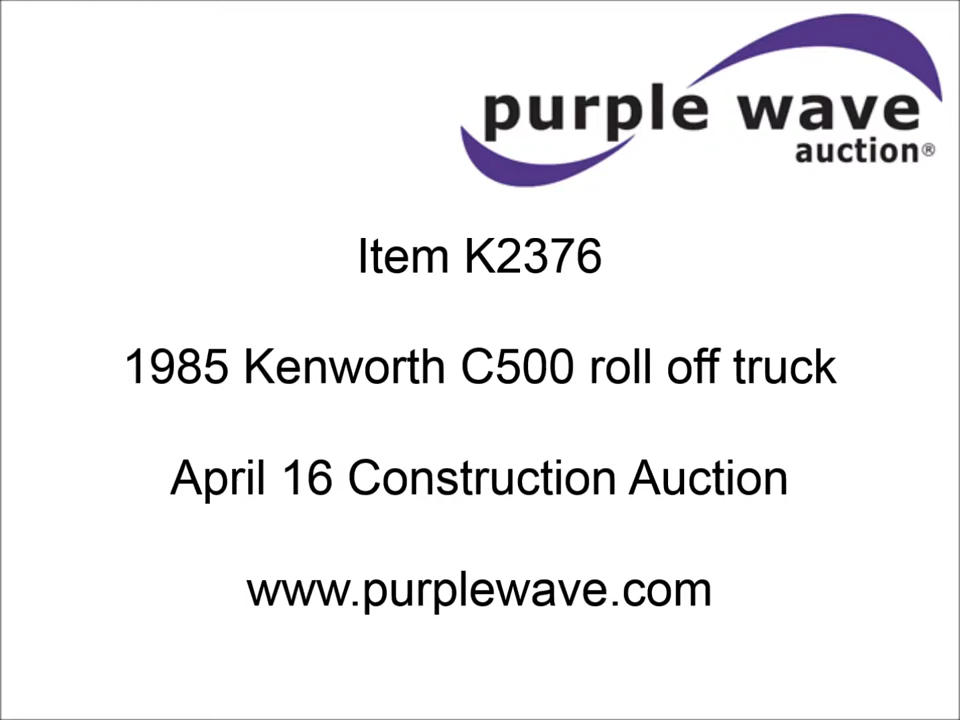 purple wave
auction®
Item K2376
1985 Kenworth C500 roll off truck
April 16 Construction Auction
www.purplewave.com